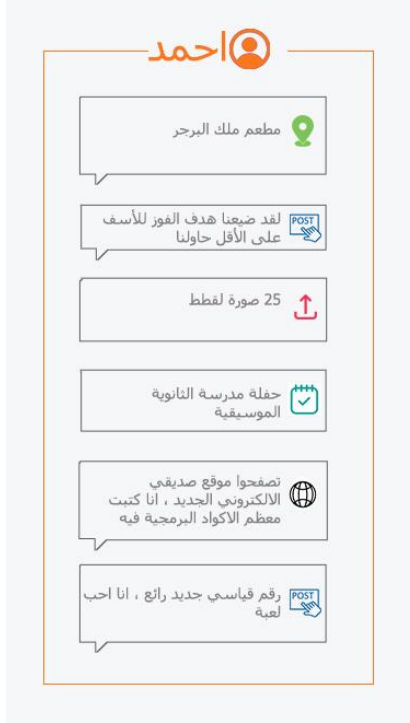 احمد
مطعم ملك البرجر
POST
لقد ضيعنا هدف الفوز للأسف
على الأقل حاولنا
25 صورة لقطط
حفلة مدرسة الثانوية
الموسيقية
تصفحوا موقع صديقي
الالكتروني الجديد ، انا كتبت
معظم الاكواد البرمجية فيه
POST
رقم قياسي جديد رائع ، انا احب
لعبة